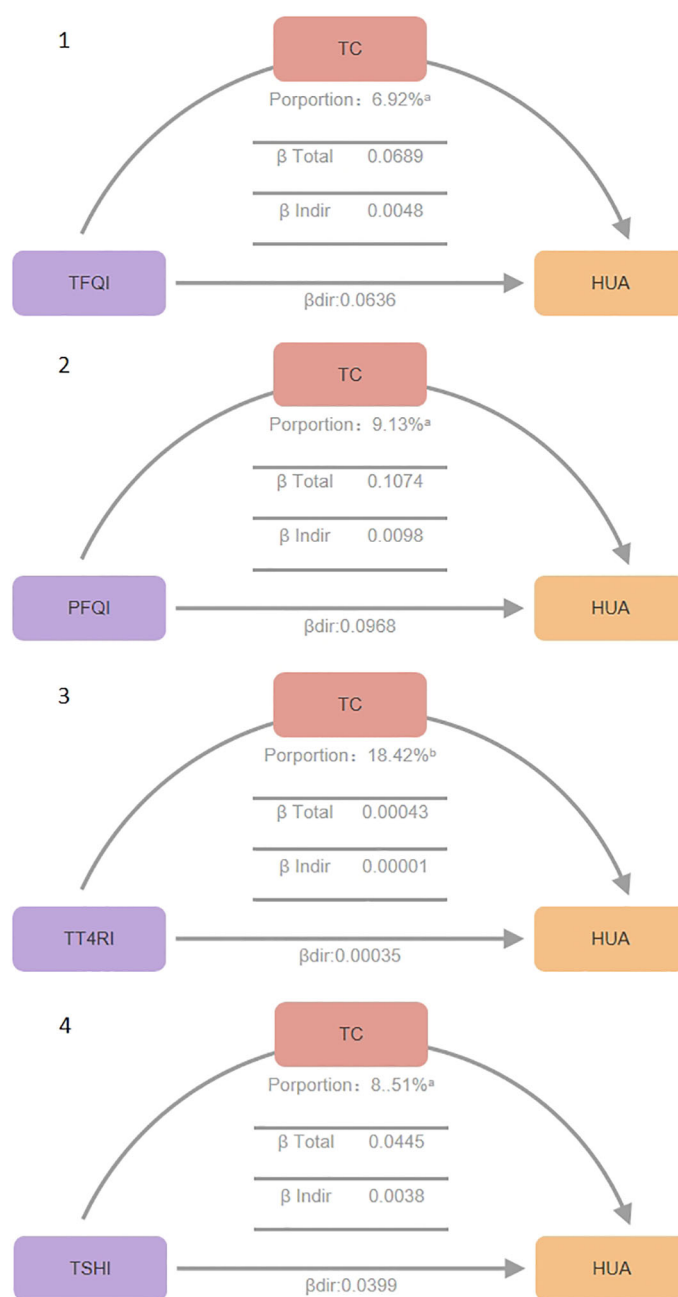 1
TC
Porportion：6.92%ᵃ
β Total 0.0689
β Indir 0.0048
TFQI
HUA
βdir:0.0636
2
TC
Porportion：9.13%ᵃ
β Total 0.1074
β Indir 0.0098
PFQI
HUA
βdir:0.0968
3
TC
Porportion：18.42%ᵇ
β Total 0.00043
β Indir 0.00001
TT4RI
HUA
βdir:0.00035
4
TC
Porportion：8..51%ᵃ
β Total 0.0445
β Indir 0.0038
TSHI
HUA
βdir:0.0399